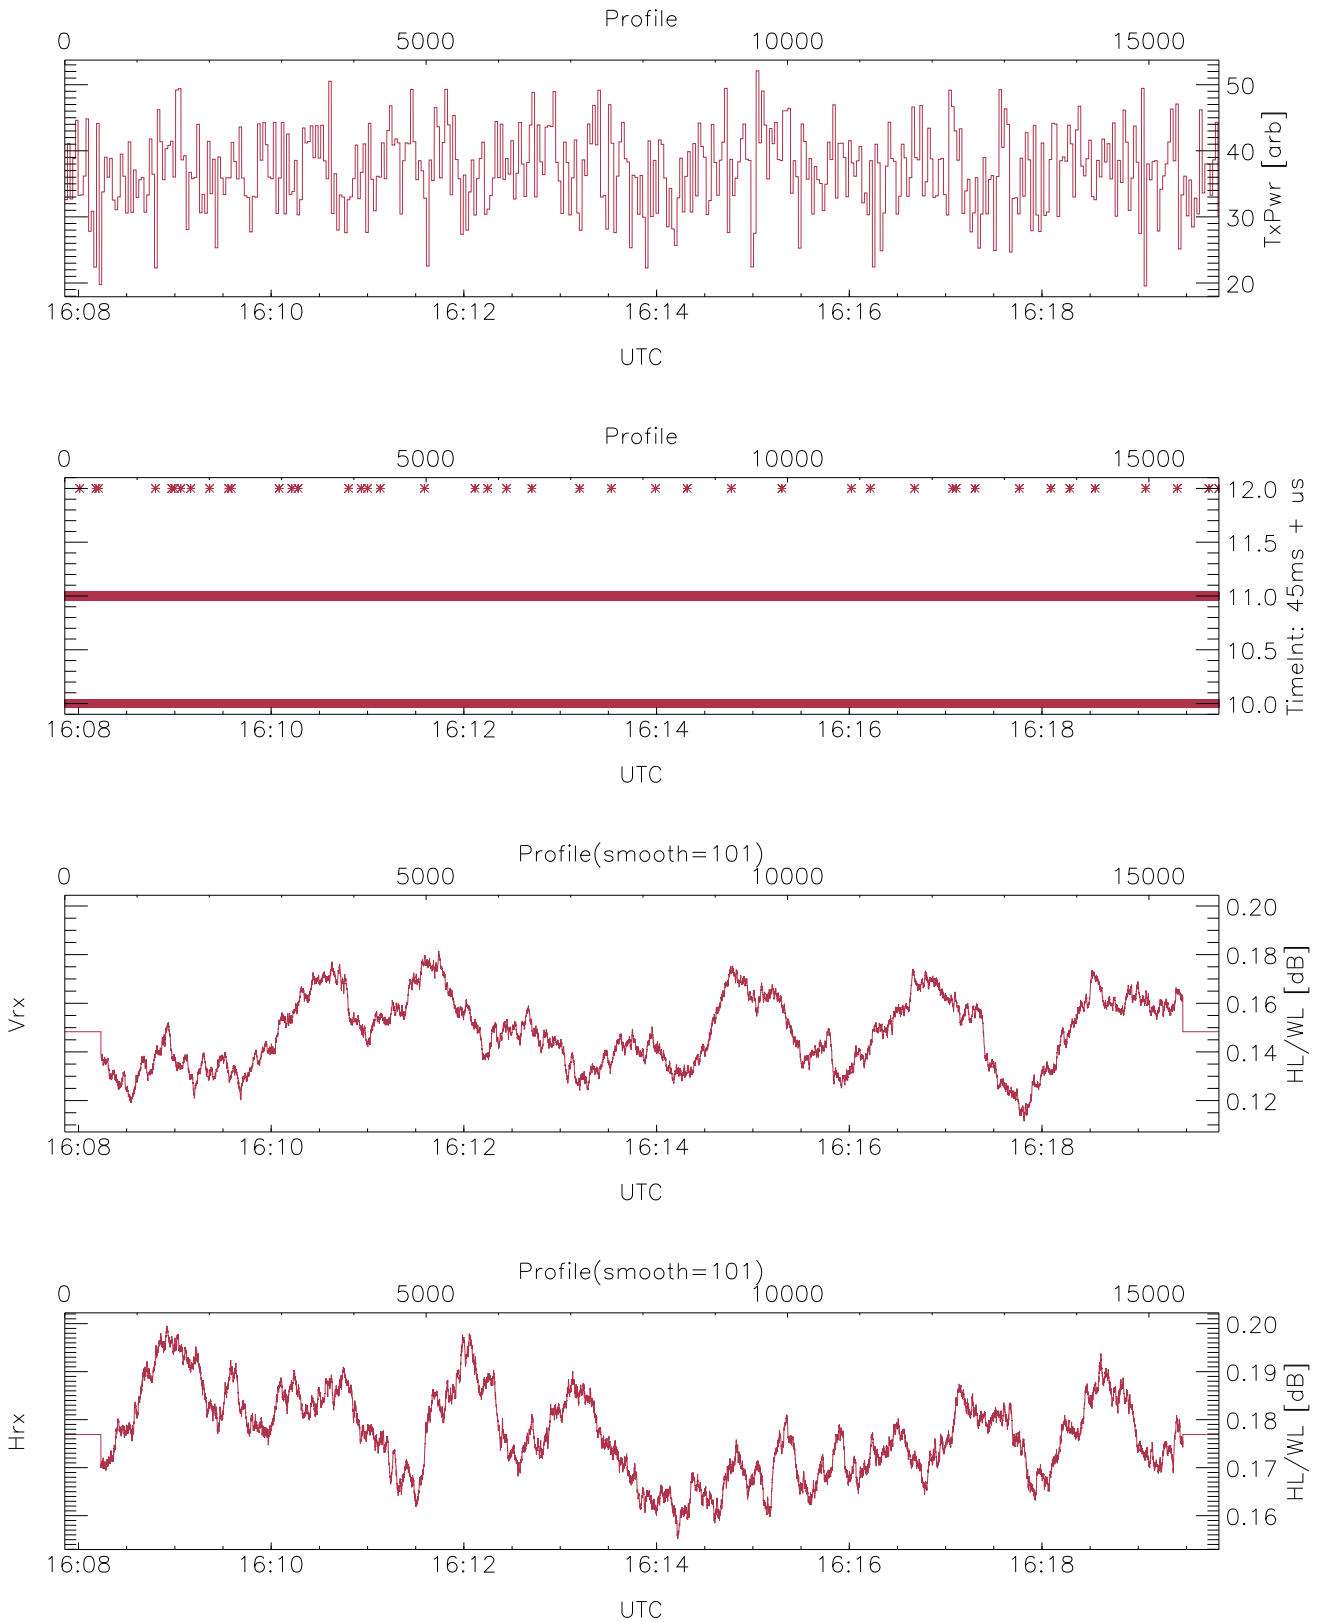 Profile
0 5000 10000 15000
50
40
30
20
TxPwr [arb]
16:08 16:10 16:12 16:14 16:16 16:18
UTC
Profile
0 5000 10000 15000
12.0
11.5
11.0
10.5
10.0
TimeInt: 45ms + us
16:08 16:10 16:12 16:14 16:16 16:18
UTC
Profile(smooth=101)
0 5000 10000 15000
Vrx
0.20
0.18
0.16
0.14
0.12
HL/WL [dB]
16:08 16:10 16:12 16:14 16:16 16:18
UTC
Profile(smooth=101)
0 5000 10000 15000
Hrx
0.20
0.19
0.18
0.17
0.16
HL/WL [dB]
16:08 16:10 16:12 16:14 16:16 16:18
UTC